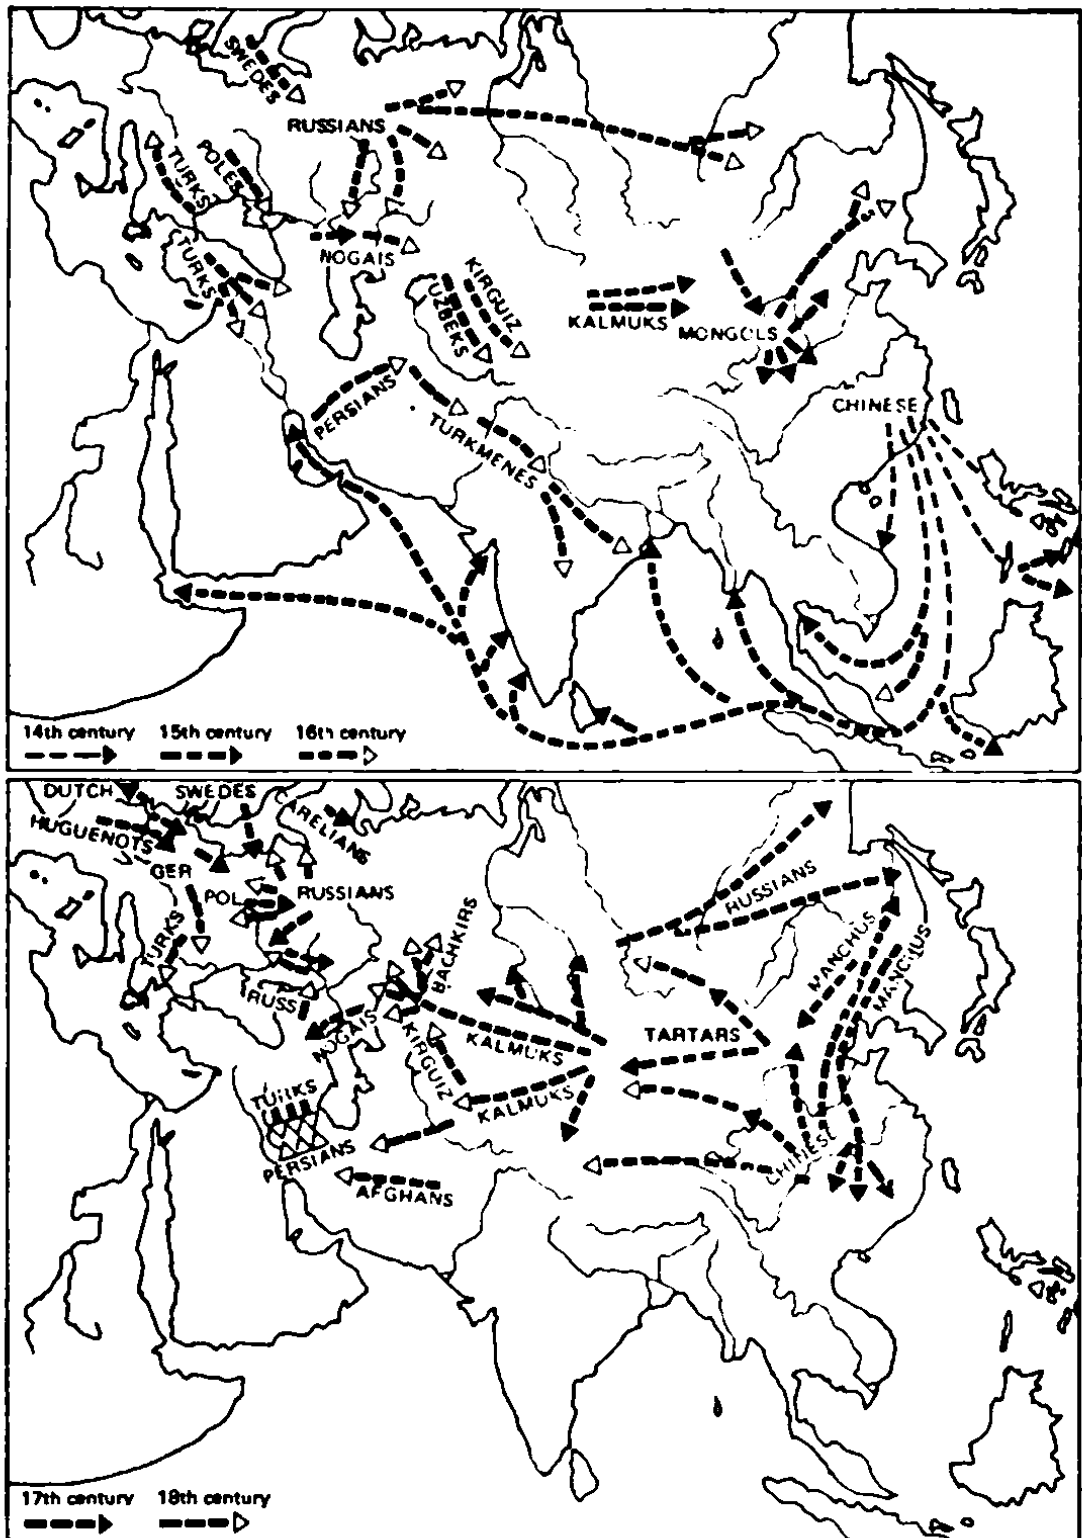 SWEDES
RUSSIANS
POLES
TURKS
TURKS
NOGAIS
KIRGUIZ
UZBEKS
KALMUKS
MONGOLS
PERSIANS
CHINESE
TURKMENES
14th century 15th century 16th century
DUTCH SWEDES
CARELIANS
HUGUENOTS
GER
POL RUSSIANS
RUSSIANS
TURKS
BACHKIRS
MANCHUS
MANCHUS
RUSS
NOGAIS
KIRGUIZ
KALMUKS
TARTARS
KALMUKS
TURKS
CHINESE
PERSIANS
AFGHANS
17th century 18th century